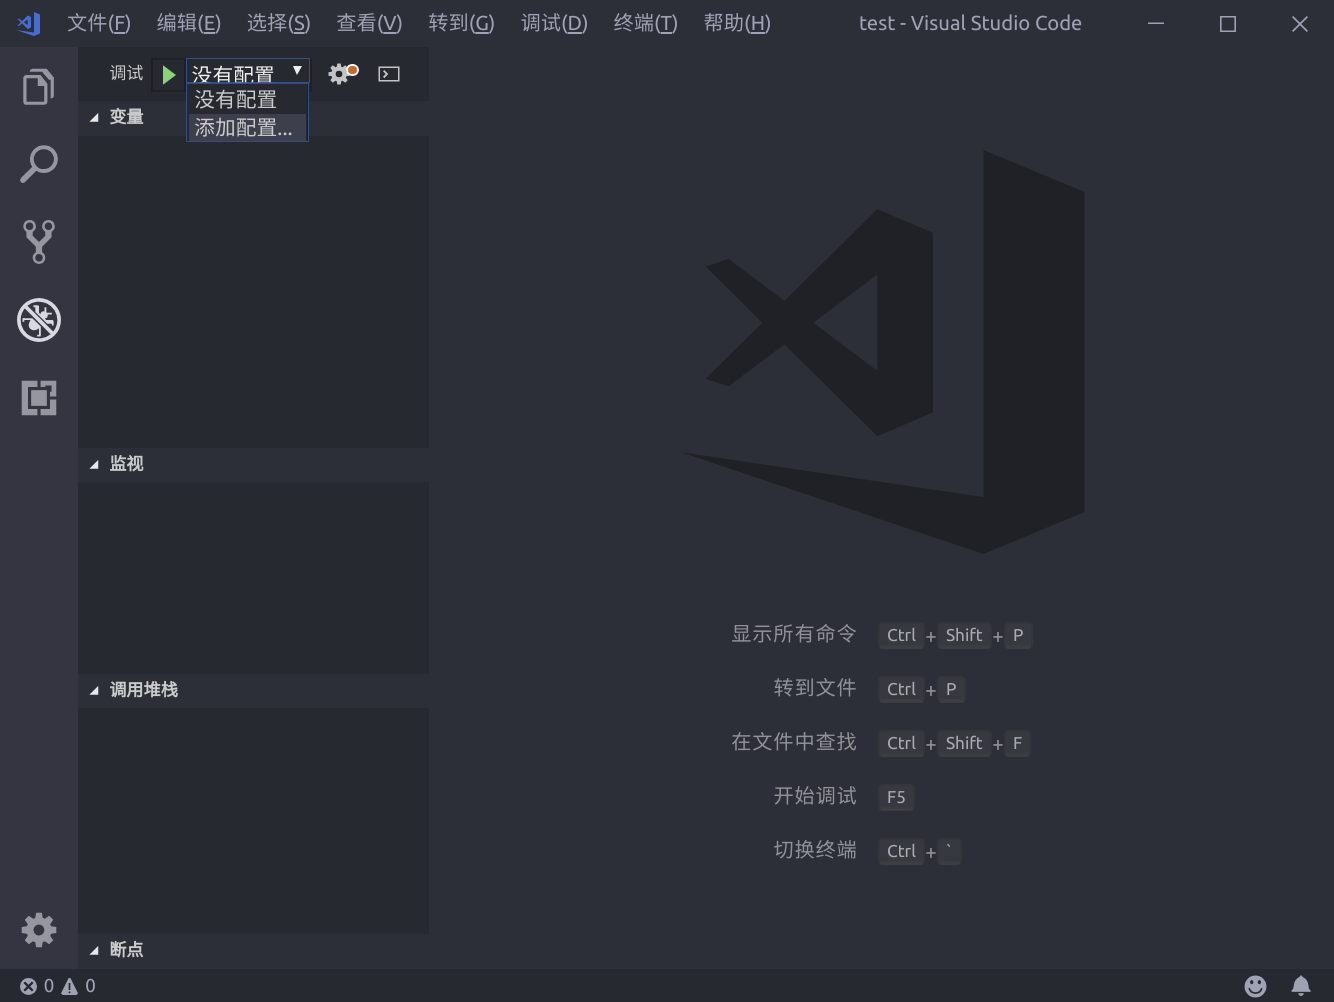 文件(F) 编辑(E) 选择(S) 查看(V) 转到(G) 调试(D) 终端(T) 帮助(H) test - Visual Studio Code
调试 没有配置
没有配置
添加配置...
变量
监视
调用堆栈
断点
显示所有命令 Ctrl + Shift + P
转到文件 Ctrl + P
在文件中查找 Ctrl + Shift + F
开始调试 F5
切换终端 Ctrl + `
0 0